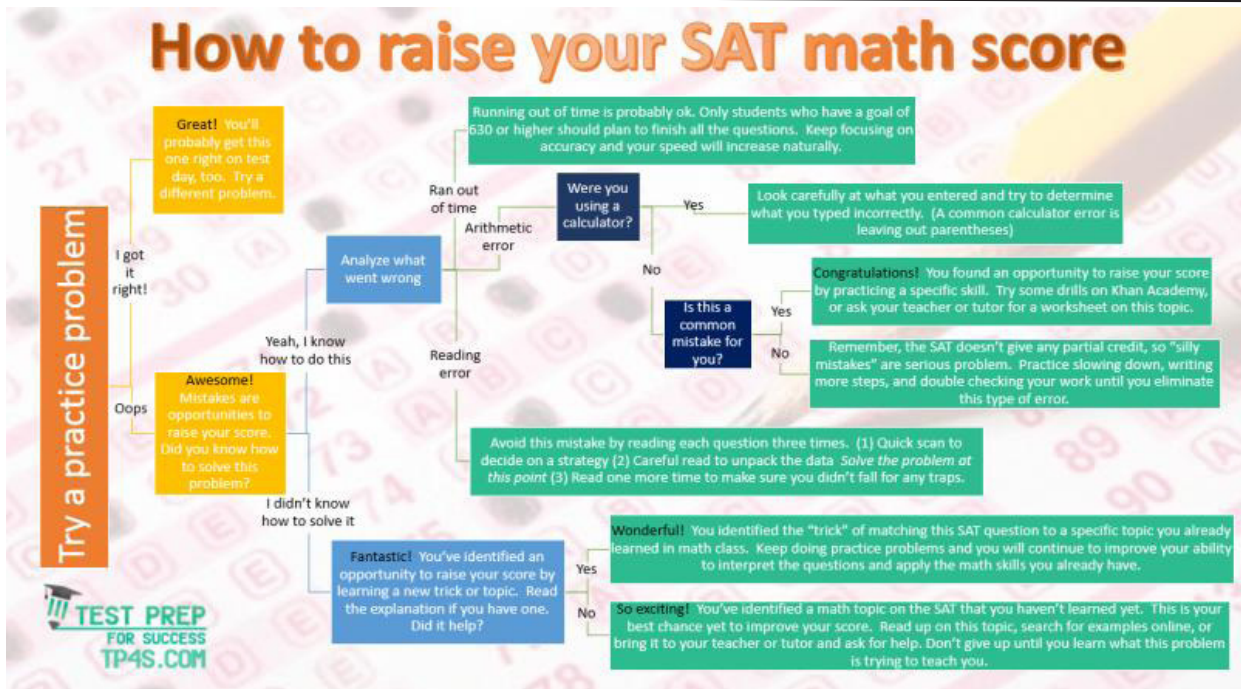 How to raise your SAT math score
Try a practice problem
I got
it
right!
Great! You'll
probably get this
one right on test
day, too. Try a
different problem.
Oops
Awesome!
Mistakes are
opportunities to
raise your score.
Did you know how
to solve this
problem?
Yeah, I know
how to do this
Analyze what
went wrong
Ran out
of time
Running out of time is probably ok. Only students who have a goal of
630 or higher should plan to finish all the questions. Keep focusing on
accuracy and your speed will increase naturally.
Arithmetic
error
Were you
using a
calculator?
Yes
Look carefully at what you entered and try to determine
what you typed incorrectly. (A common calculator error is
leaving out parentheses)
No
Is this a
common
mistake for
you?
Yes
Congratulations! You found an opportunity to raise your score
by practicing a specific skill. Try some drills on Khan Academy,
or ask your teacher or tutor for a worksheet on this topic.
No
Remember, the SAT doesn't give any partial credit, so "silly
mistakes" are serious problem. Practice slowing down, writing
more steps, and double checking your work until you eliminate
this type of error.
Reading
error
Avoid this mistake by reading each question three times. (1) Quick scan to
decide on a strategy (2) Careful read to unpack the data Solve the problem at
this point (3) Read one more time to make sure you didn't fall for any traps.
I didn't know
how to solve it
Fantastic! You've identified an
opportunity to raise your score by
learning a new trick or topic. Read
the explanation if you have one.
Did it help?
Yes
Wonderful! You identified the "trick" of matching this SAT question to a specific topic you already
learned in math class. Keep doing practice problems and you will continue to improve your ability
to interpret the questions and apply the math skills you already have.
No
So exciting! You've identified a math topic on the SAT that you haven't learned yet. This is your
best chance yet to improve your score. Read up on this topic, search for examples online, or
bring it to your teacher or tutor and ask for help. Don't give up until you learn what this problem
is trying to teach you.
TEST PREP
FOR SUCCESS
TP4S.COM